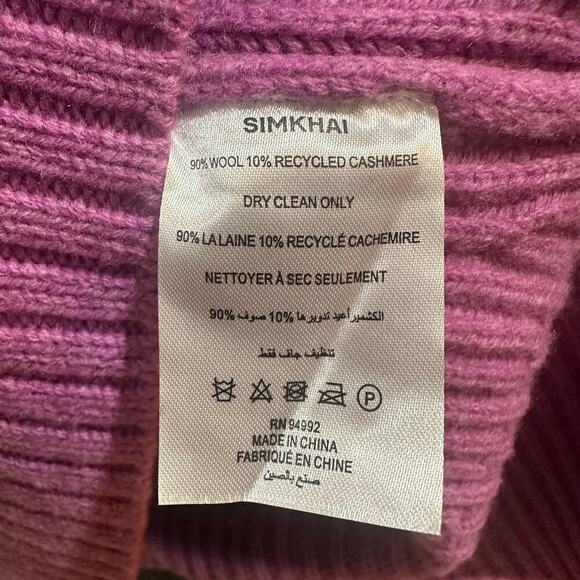 SIMKHAI
90% WOOL 10% RECYCLED CASHMERE
DRY CLEAN ONLY
90% LA LAINE 10% RECYCLÉ CACHEMIRE
NETTOYER À SEC SEULEMENT
الكشمير أعيد تدويرها %10 صوف %90
تنظيف جاف فقط
P
RN 94992
MADE IN CHINA
FABRIQUÉ EN CHINE
صنع بالصين